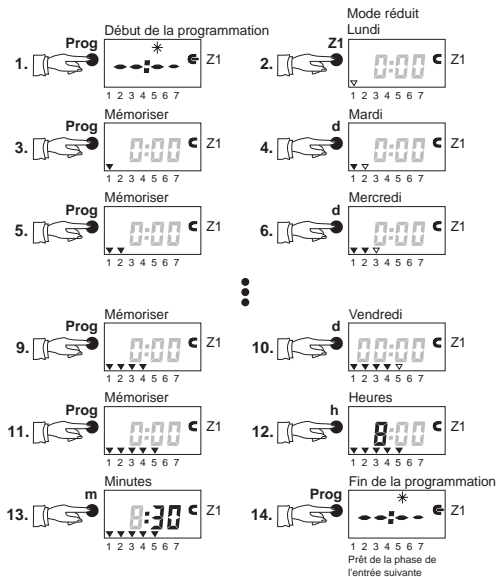 Début de la programmation
Prog
1. Z1
1 2 3 4 5 6 7
Mode réduit
Lundi
Z1
2. 0:00 Z1
1 2 3 4 5 6 7
Mémoriser
Prog
3. 0:00 Z1
1 2 3 4 5 6 7
Mardi
d
4. 0:00 Z1
1 2 3 4 5 6 7
Mémoriser
Prog
5. 0:00 Z1
1 2 3 4 5 6 7
Mercredi
d
6. 0:00 Z1
1 2 3 4 5 6 7
Mémoriser
Prog
9. 0:00 Z1
1 2 3 4 5 6 7
Vendredi
d
10. 00:00 Z1
1 2 3 4 5 6 7
Mémoriser
Prog
11. 0:00 Z1
1 2 3 4 5 6 7
Heures
h
12. 8:00 Z1
1 2 3 4 5 6 7
Minutes
m
13. 8:30 Z1
1 2 3 4 5 6 7
Fin de la programmation
Prog
14. Z1
1 2 3 4 5 6 7
Prêt de la phase de
l'entrée suivante